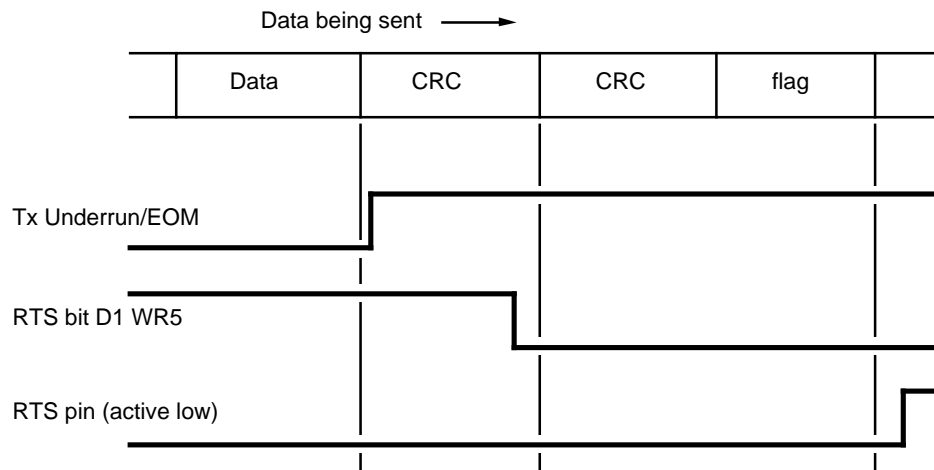 Data being sent
Data CRC CRC flag
Tx Underrun/EOM
RTS bit D1 WR5
RTS pin (active low)